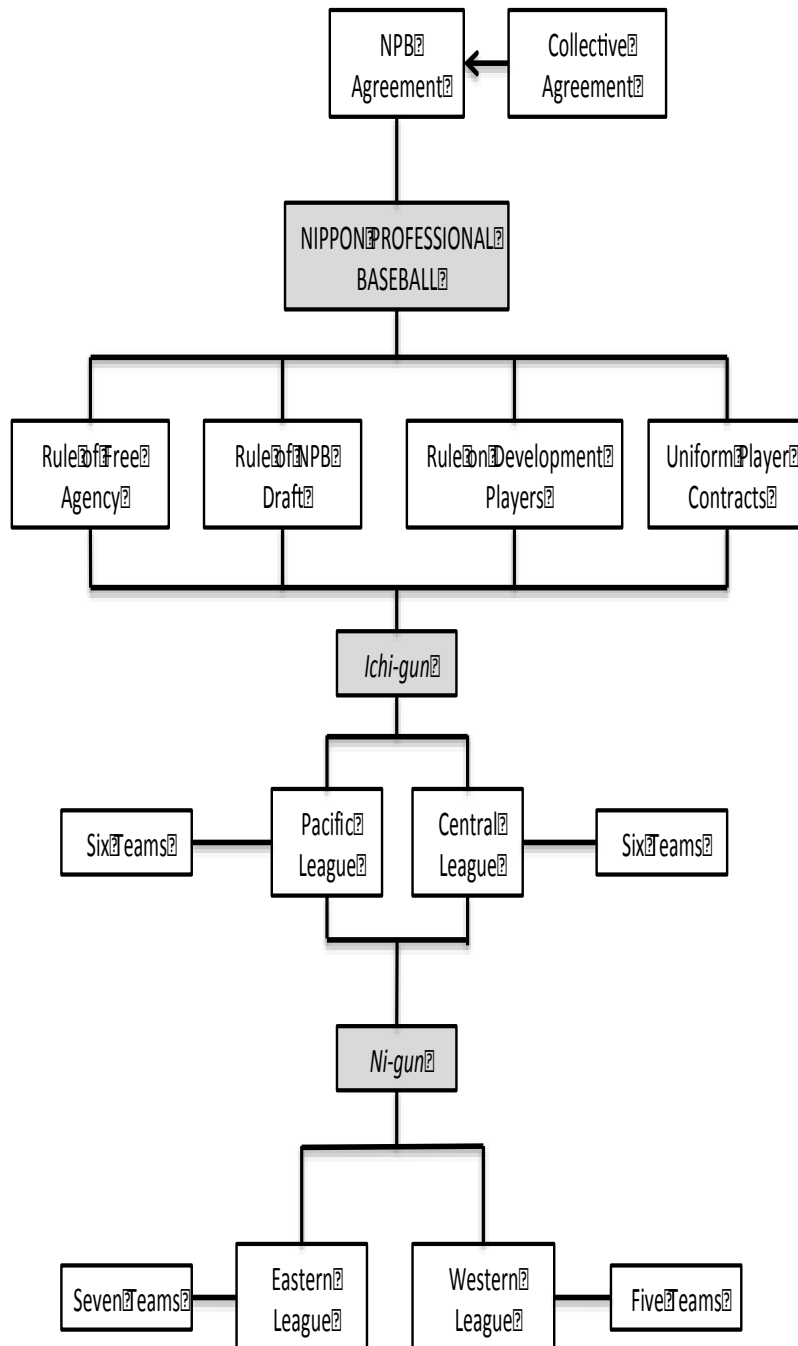 NPB
Agreement
Collective
Agreement
NIPPON PROFESSIONAL
BASEBALL
Rule of Free
Agency
Rule of NPB
Draft
Rule on Development
Players
Uniform Player
Contracts
Ichi-gun
Six Teams
Pacific
League
Central
League
Six Teams
Ni-gun
Seven Teams
Eastern
League
Western
League
Five Teams